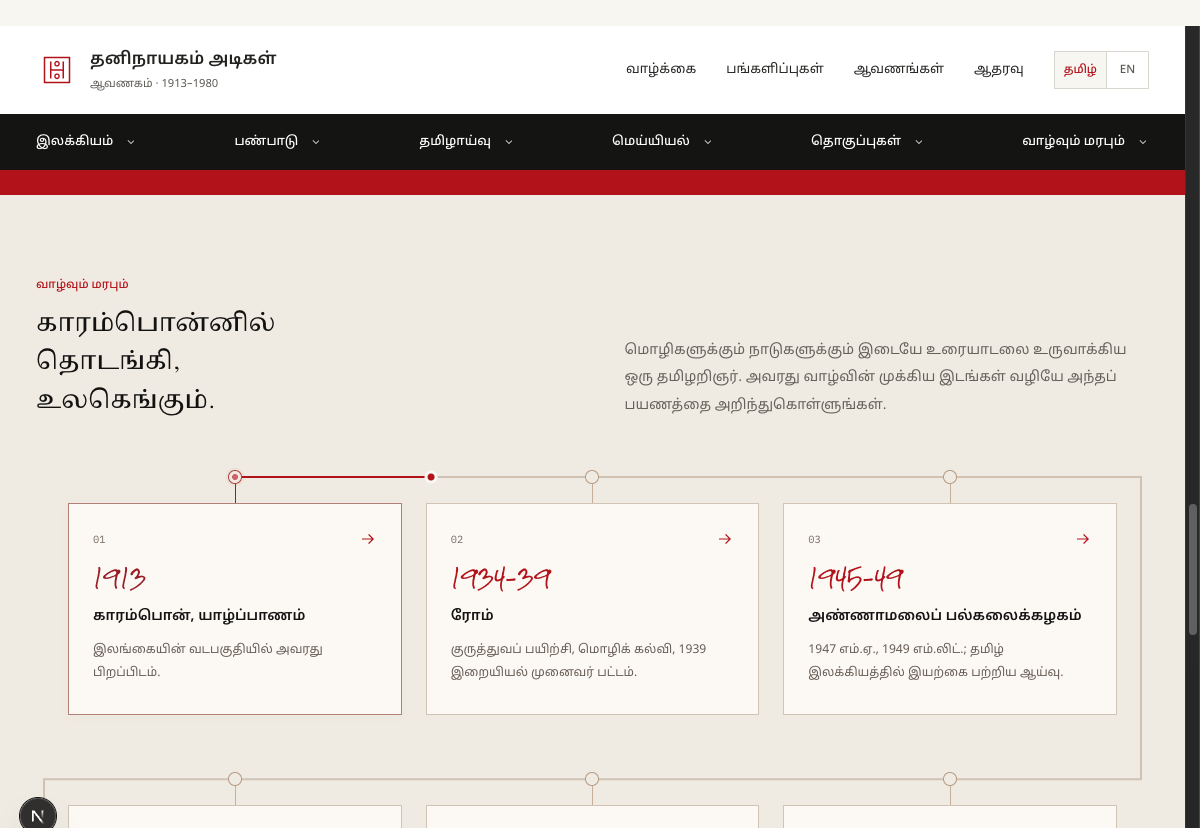 தனிநாயகம் அடிகள்
ஆவணகம் · 1913–1980
வாழ்க்கை பங்களிப்புகள் ஆவணங்கள் ஆதரவு தமிழ் EN
இலக்கியம் பண்பாடு தமிழாய்வு மெய்யியல் தொகுப்புகள் வாழ்வும் மரபும்
வாழ்வும் மரபும்
காரம்பொன்னில்
தொடங்கி,
உலகெங்கும்.
மொழிகளுக்கும் நாடுகளுக்கும் இடையே உரையாடலை உருவாக்கிய
ஒரு தமிழறிஞர். அவரது வாழ்வின் முக்கிய இடங்கள் வழியே அந்தப்
பயணத்தை அறிந்துகொள்ளுங்கள்.
01
1913
காரம்பொன், யாழ்ப்பாணம்
இலங்கையின் வடபகுதியில் அவரது
பிறப்பிடம்.
02
1934–39
ரோம்
குருத்துவப் பயிற்சி, மொழிக் கல்வி, 1939
இறையியல் முனைவர் பட்டம்.
03
1945–49
அண்ணாமலைப் பல்கலைக்கழகம்
1947 எம்.ஏ., 1949 எம்.லிட்.; தமிழ்
இலக்கியத்தில் இயற்கை பற்றிய ஆய்வு.
N